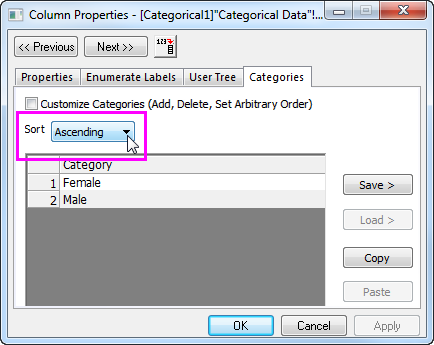 Column Properties - [Categorical1]"Categorical Data"!...
<< Previous Next >> 123
Properties Enumerate Labels User Tree Categories
Customize Categories (Add, Delete, Set Arbitrary Order)
Sort Ascending
Category
1 Female
2 Male
Save >
Load >
Copy
Paste
OK Cancel Apply